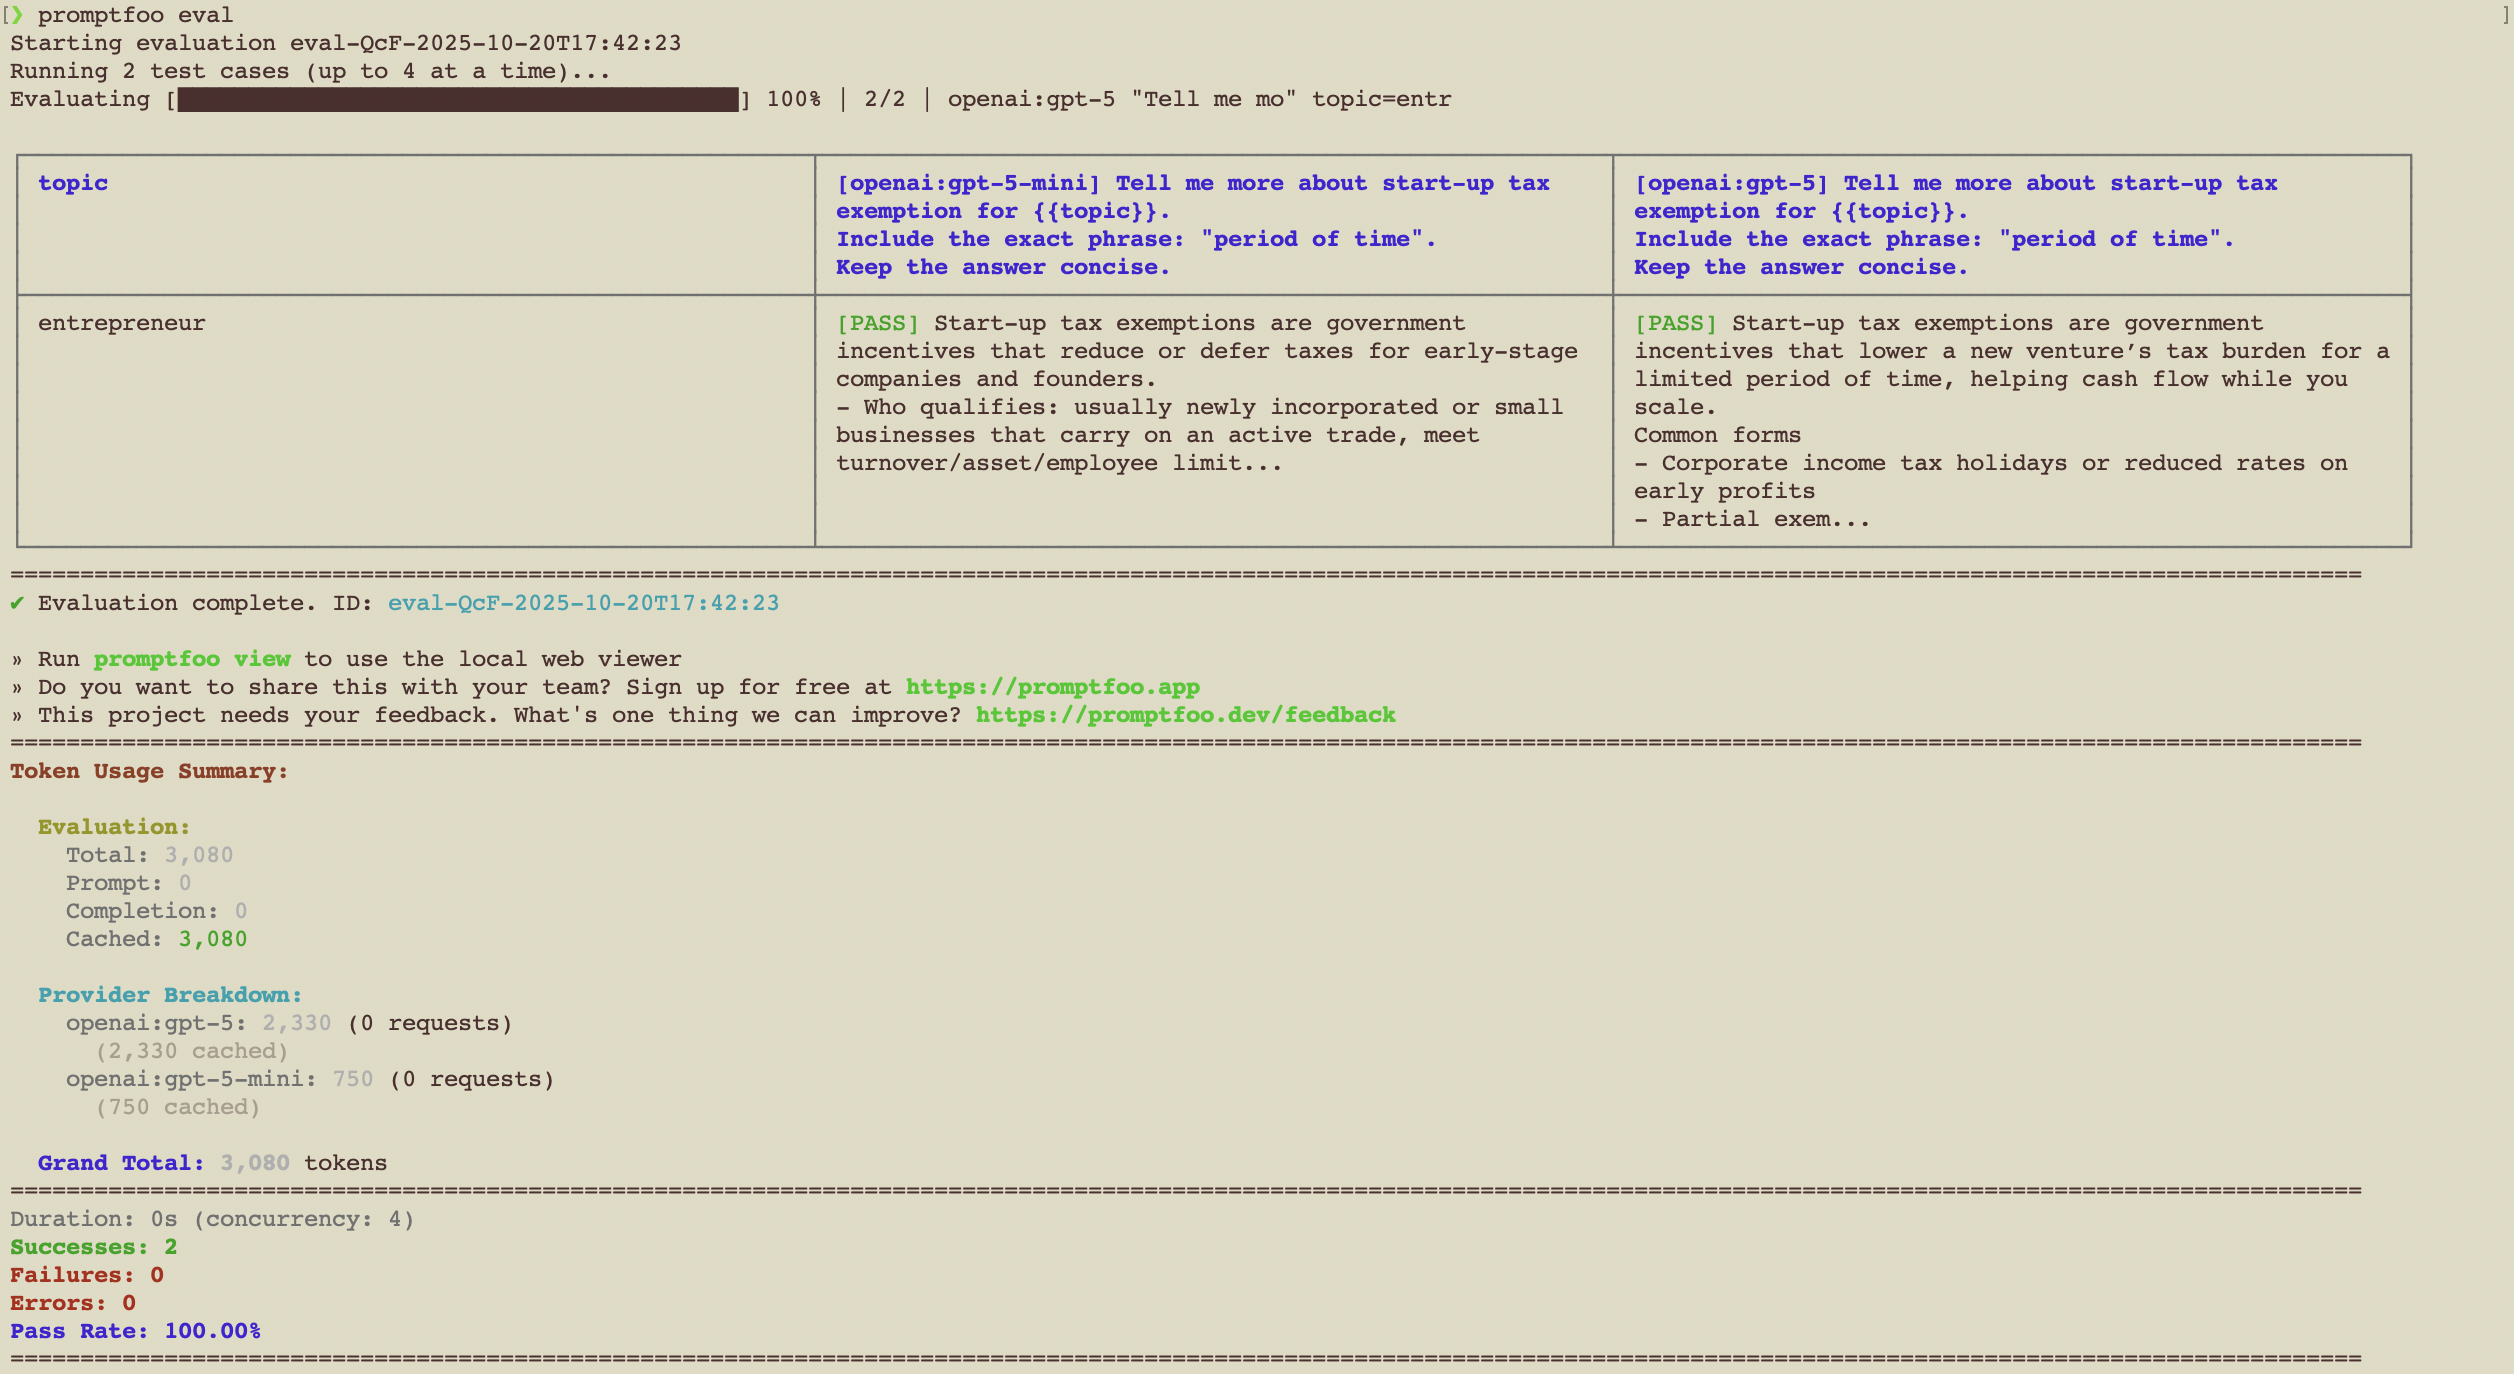 [❯ promptfoo eval ]
Starting evaluation eval-QcF-2025-10-20T17:42:23
Running 2 test cases (up to 4 at a time)...
Evaluating [████████████████████████████████████████] 100% | 2/2 | openai:gpt-5 "Tell me mo" topic=entr
topic
[openai:gpt-5-mini] Tell me more about start-up tax
exemption for {{topic}}.
Include the exact phrase: "period of time".
Keep the answer concise.
[openai:gpt-5] Tell me more about start-up tax
exemption for {{topic}}.
Include the exact phrase: "period of time".
Keep the answer concise.
entrepreneur
[PASS] Start-up tax exemptions are government
incentives that reduce or defer taxes for early-stage
companies and founders.
- Who qualifies: usually newly incorporated or small
businesses that carry on an active trade, meet
turnover/asset/employee limit...
[PASS] Start-up tax exemptions are government
incentives that lower a new venture’s tax burden for a
limited period of time, helping cash flow while you
scale.
Common forms
- Corporate income tax holidays or reduced rates on
early profits
- Partial exem...
========================================================================================================================================================================
✔ Evaluation complete. ID: eval-QcF-2025-10-20T17:42:23
» Run promptfoo view to use the local web viewer
» Do you want to share this with your team? Sign up for free at https://promptfoo.app
» This project needs your feedback. What's one thing we can improve? https://promptfoo.dev/feedback
========================================================================================================================================================================
Token Usage Summary:
Evaluation:
Total: 3,080
Prompt: 0
Completion: 0
Cached: 3,080
Provider Breakdown:
openai:gpt-5: 2,330 (0 requests)
(2,330 cached)
openai:gpt-5-mini: 750 (0 requests)
(750 cached)
Grand Total: 3,080 tokens
========================================================================================================================================================================
Duration: 0s (concurrency: 4)
Successes: 2
Failures: 0
Errors: 0
Pass Rate: 100.00%
========================================================================================================================================================================